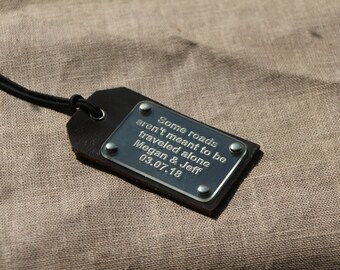 Some roads
aren't meant to be
traveled alone
Megan & Jeff
03.07.18